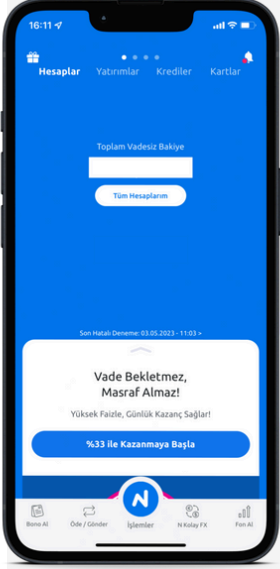 16:11
Hesaplar Yatırımlar Krediler Kartlar
Toplam Vadesiz Bakiye
Tüm Hesaplarım
Son Hatalı Deneme: 03.05.2023 - 11:03 >
Vade Bekletmez,
Masraf Almaz!
Yüksek Faizle, Günlük Kazanç Sağlar!
%33 ile Kazanmaya Başla
N
Bono Al Öde / Gönder İşlemler N Kolay FX Fon Al